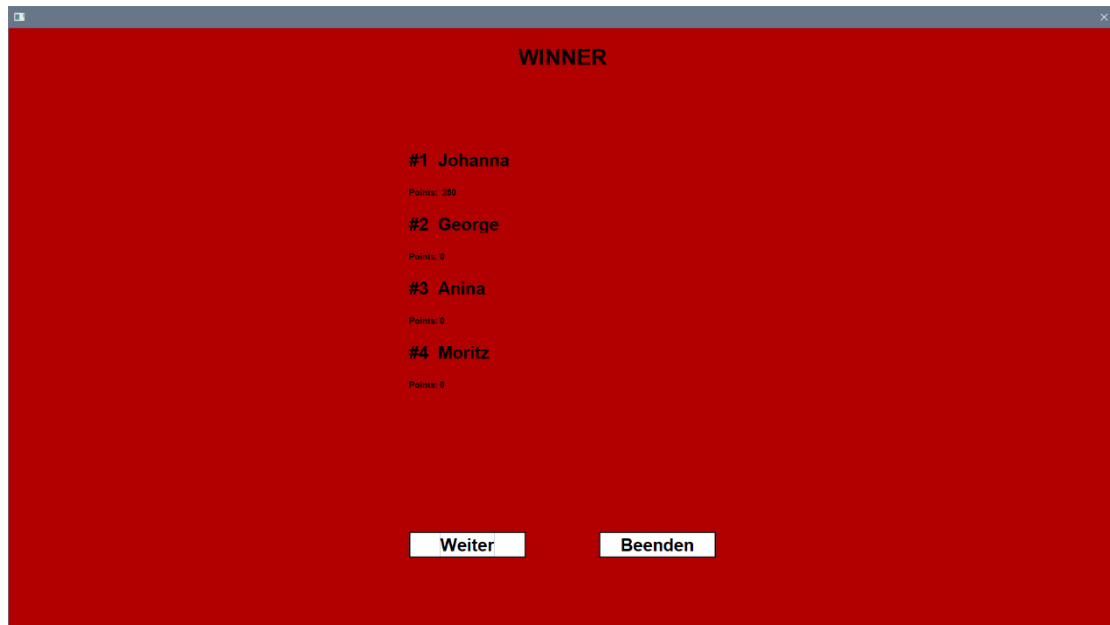 WINNER
#1 Johanna
Points: 250
#2 George
Points: 0
#3 Anina
Points: 0
#4 Moritz
Points: 0
Weiter
Beenden